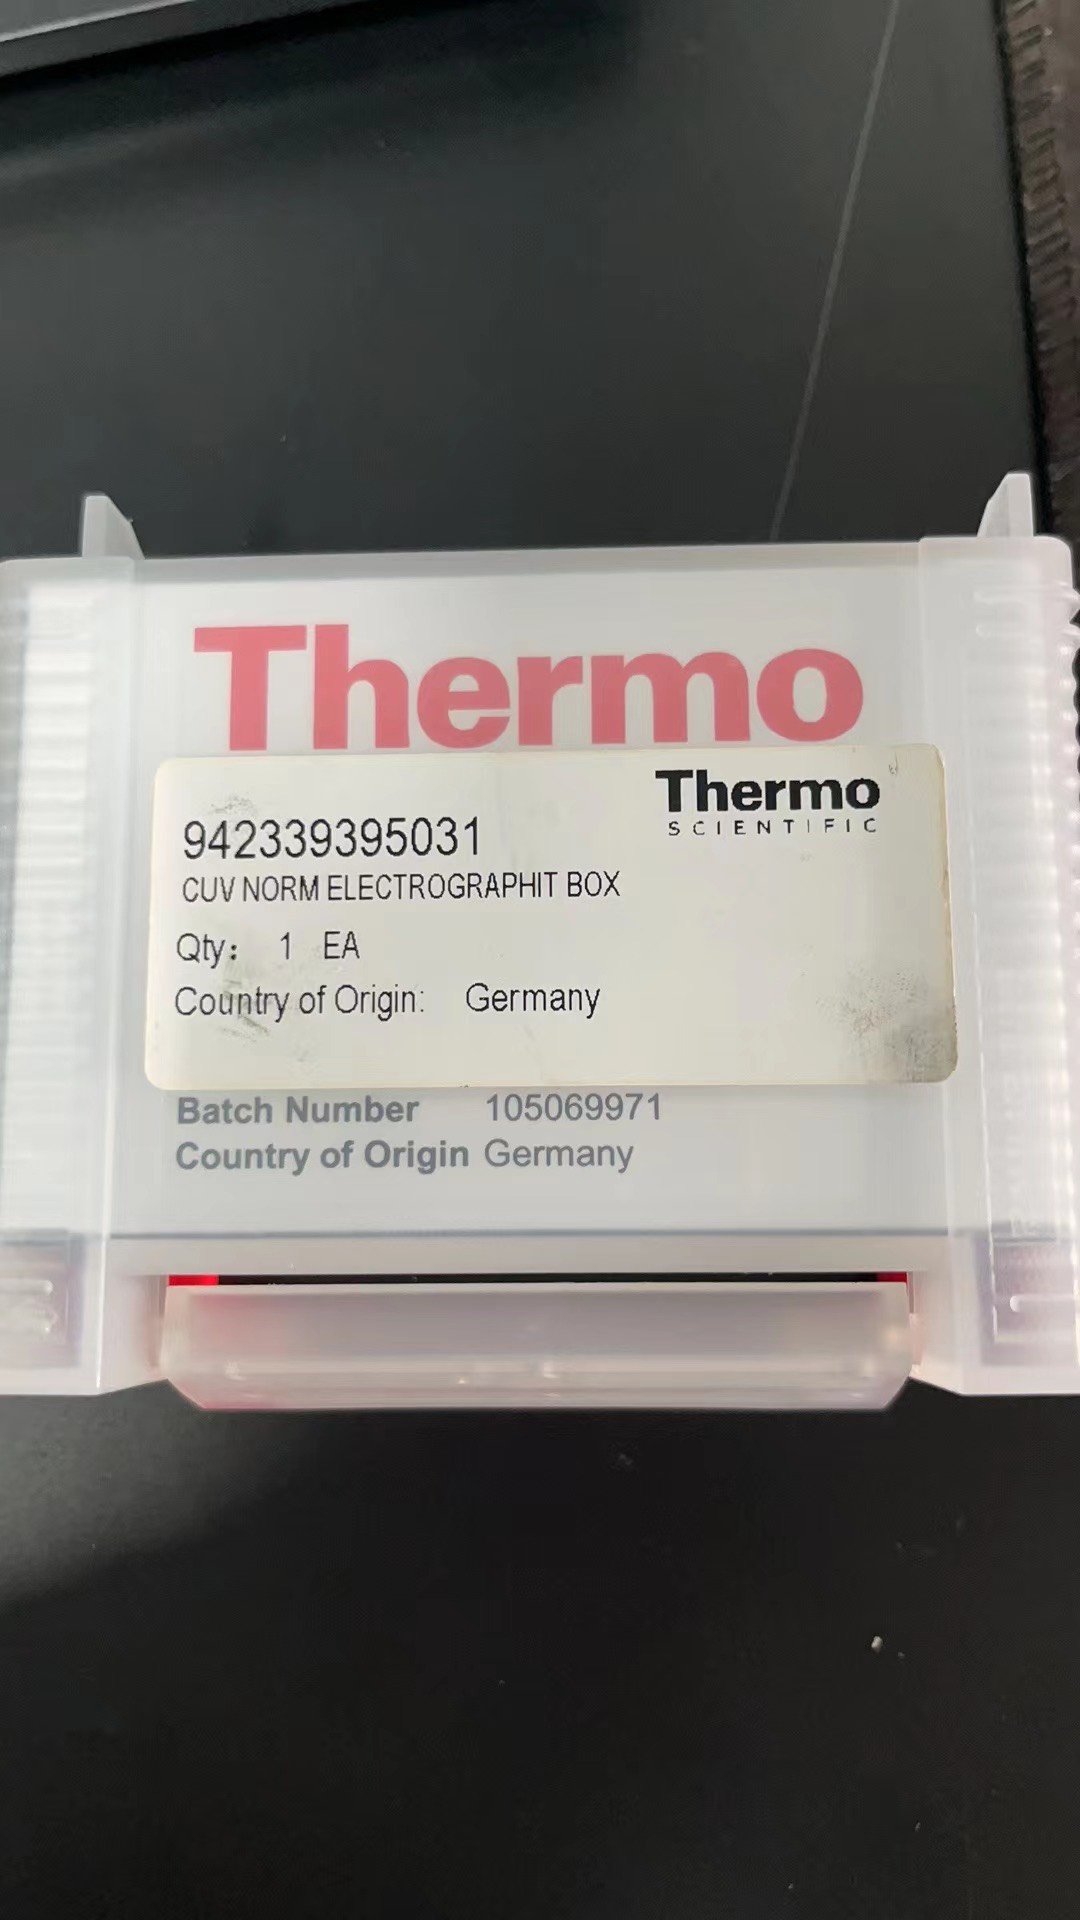 Thermo
Thermo
SCIENTIFIC
942339395031
CUV NORM ELECTROGRAPHIT BOX
Qty: 1 EA
Country of Origin: Germany
Batch Number 105069971
Country of Origin Germany